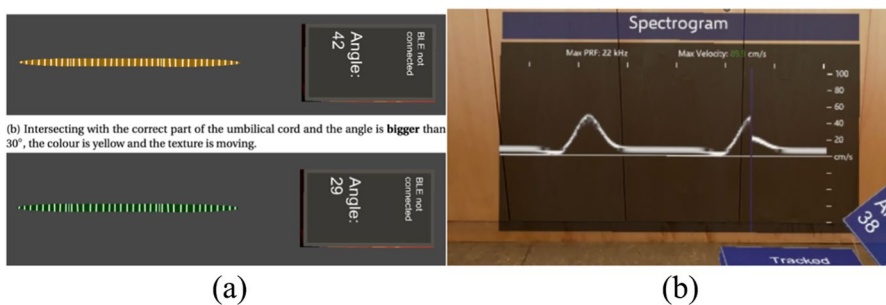 BLE not
connected
Angle:
42
(b) Intersecting with the correct part of the umbilical cord and the angle is bigger than
30°, the colour is yellow and the texture is moving.
BLE not
connected
Angle:
29
(a)
Spectrogram
Max PRF: 22 kHz Max Velocity: cm/s
100
80
60
40
20
cm/s
38
Tracked
(b)